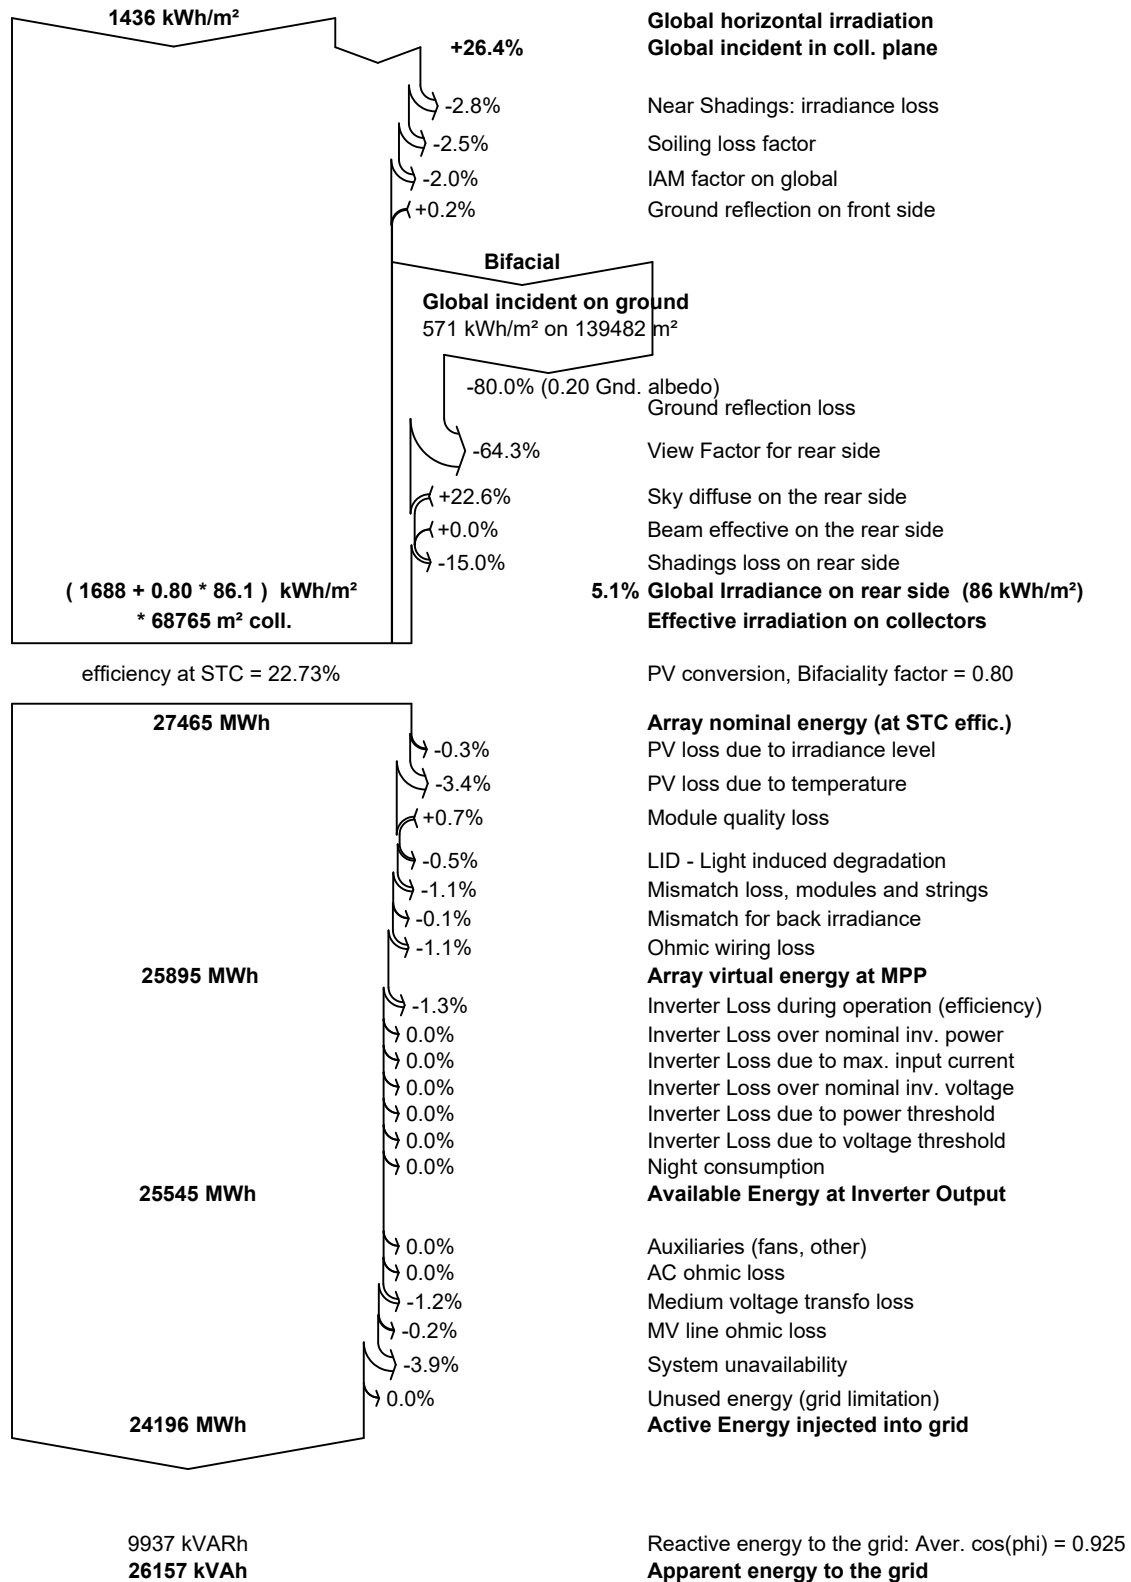 1436 kWh/m² Global horizontal irradiation
+26.4% Global incident in coll. plane
-2.8% Near Shadings: irradiance loss
-2.5% Soiling loss factor
-2.0% IAM factor on global
+0.2% Ground reflection on front side
Bifacial
Global incident on ground
571 kWh/m² on 139482 m²
-80.0% (0.20 Gnd. albedo)
Ground reflection loss
-64.3% View Factor for rear side
+22.6% Sky diffuse on the rear side
+0.0% Beam effective on the rear side
-15.0% Shadings loss on rear side
( 1688 + 0.80 * 86.1 ) kWh/m² 5.1% Global Irradiance on rear side (86 kWh/m²)
* 68765 m² coll. Effective irradiation on collectors
efficiency at STC = 22.73% PV conversion, Bifaciality factor = 0.80
27465 MWh Array nominal energy (at STC effic.)
-0.3% PV loss due to irradiance level
-3.4% PV loss due to temperature
+0.7% Module quality loss
-0.5% LID - Light induced degradation
-1.1% Mismatch loss, modules and strings
-0.1% Mismatch for back irradiance
-1.1% Ohmic wiring loss
25895 MWh Array virtual energy at MPP
-1.3% Inverter Loss during operation (efficiency)
0.0% Inverter Loss over nominal inv. power
0.0% Inverter Loss due to max. input current
0.0% Inverter Loss over nominal inv. voltage
0.0% Inverter Loss due to power threshold
0.0% Inverter Loss due to voltage threshold
0.0% Night consumption
25545 MWh Available Energy at Inverter Output
0.0% Auxiliaries (fans, other)
0.0% AC ohmic loss
-1.2% Medium voltage transfo loss
-0.2% MV line ohmic loss
-3.9% System unavailability
0.0% Unused energy (grid limitation)
24196 MWh Active Energy injected into grid
9937 kVARh Reactive energy to the grid: Aver. cos(phi) = 0.925
26157 kVAh Apparent energy to the grid